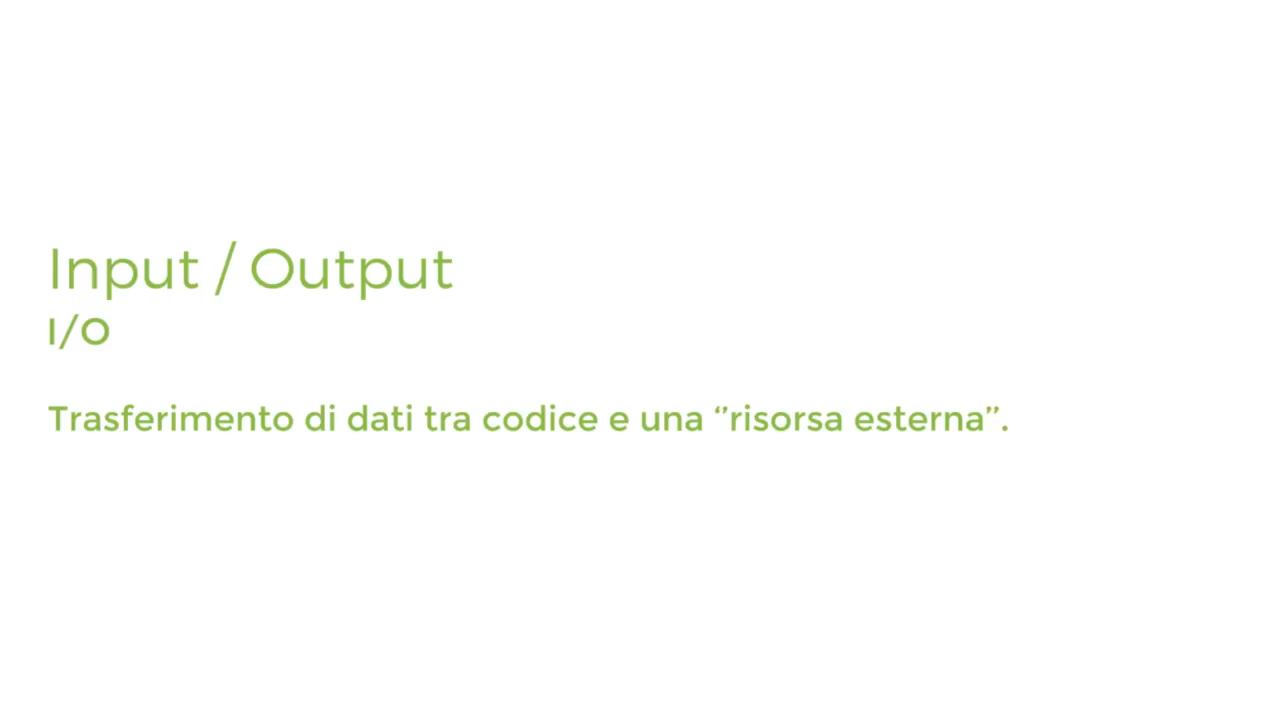 Input / Output
I/O
Trasferimento di dati tra codice e una ‘’risorsa esterna’’.